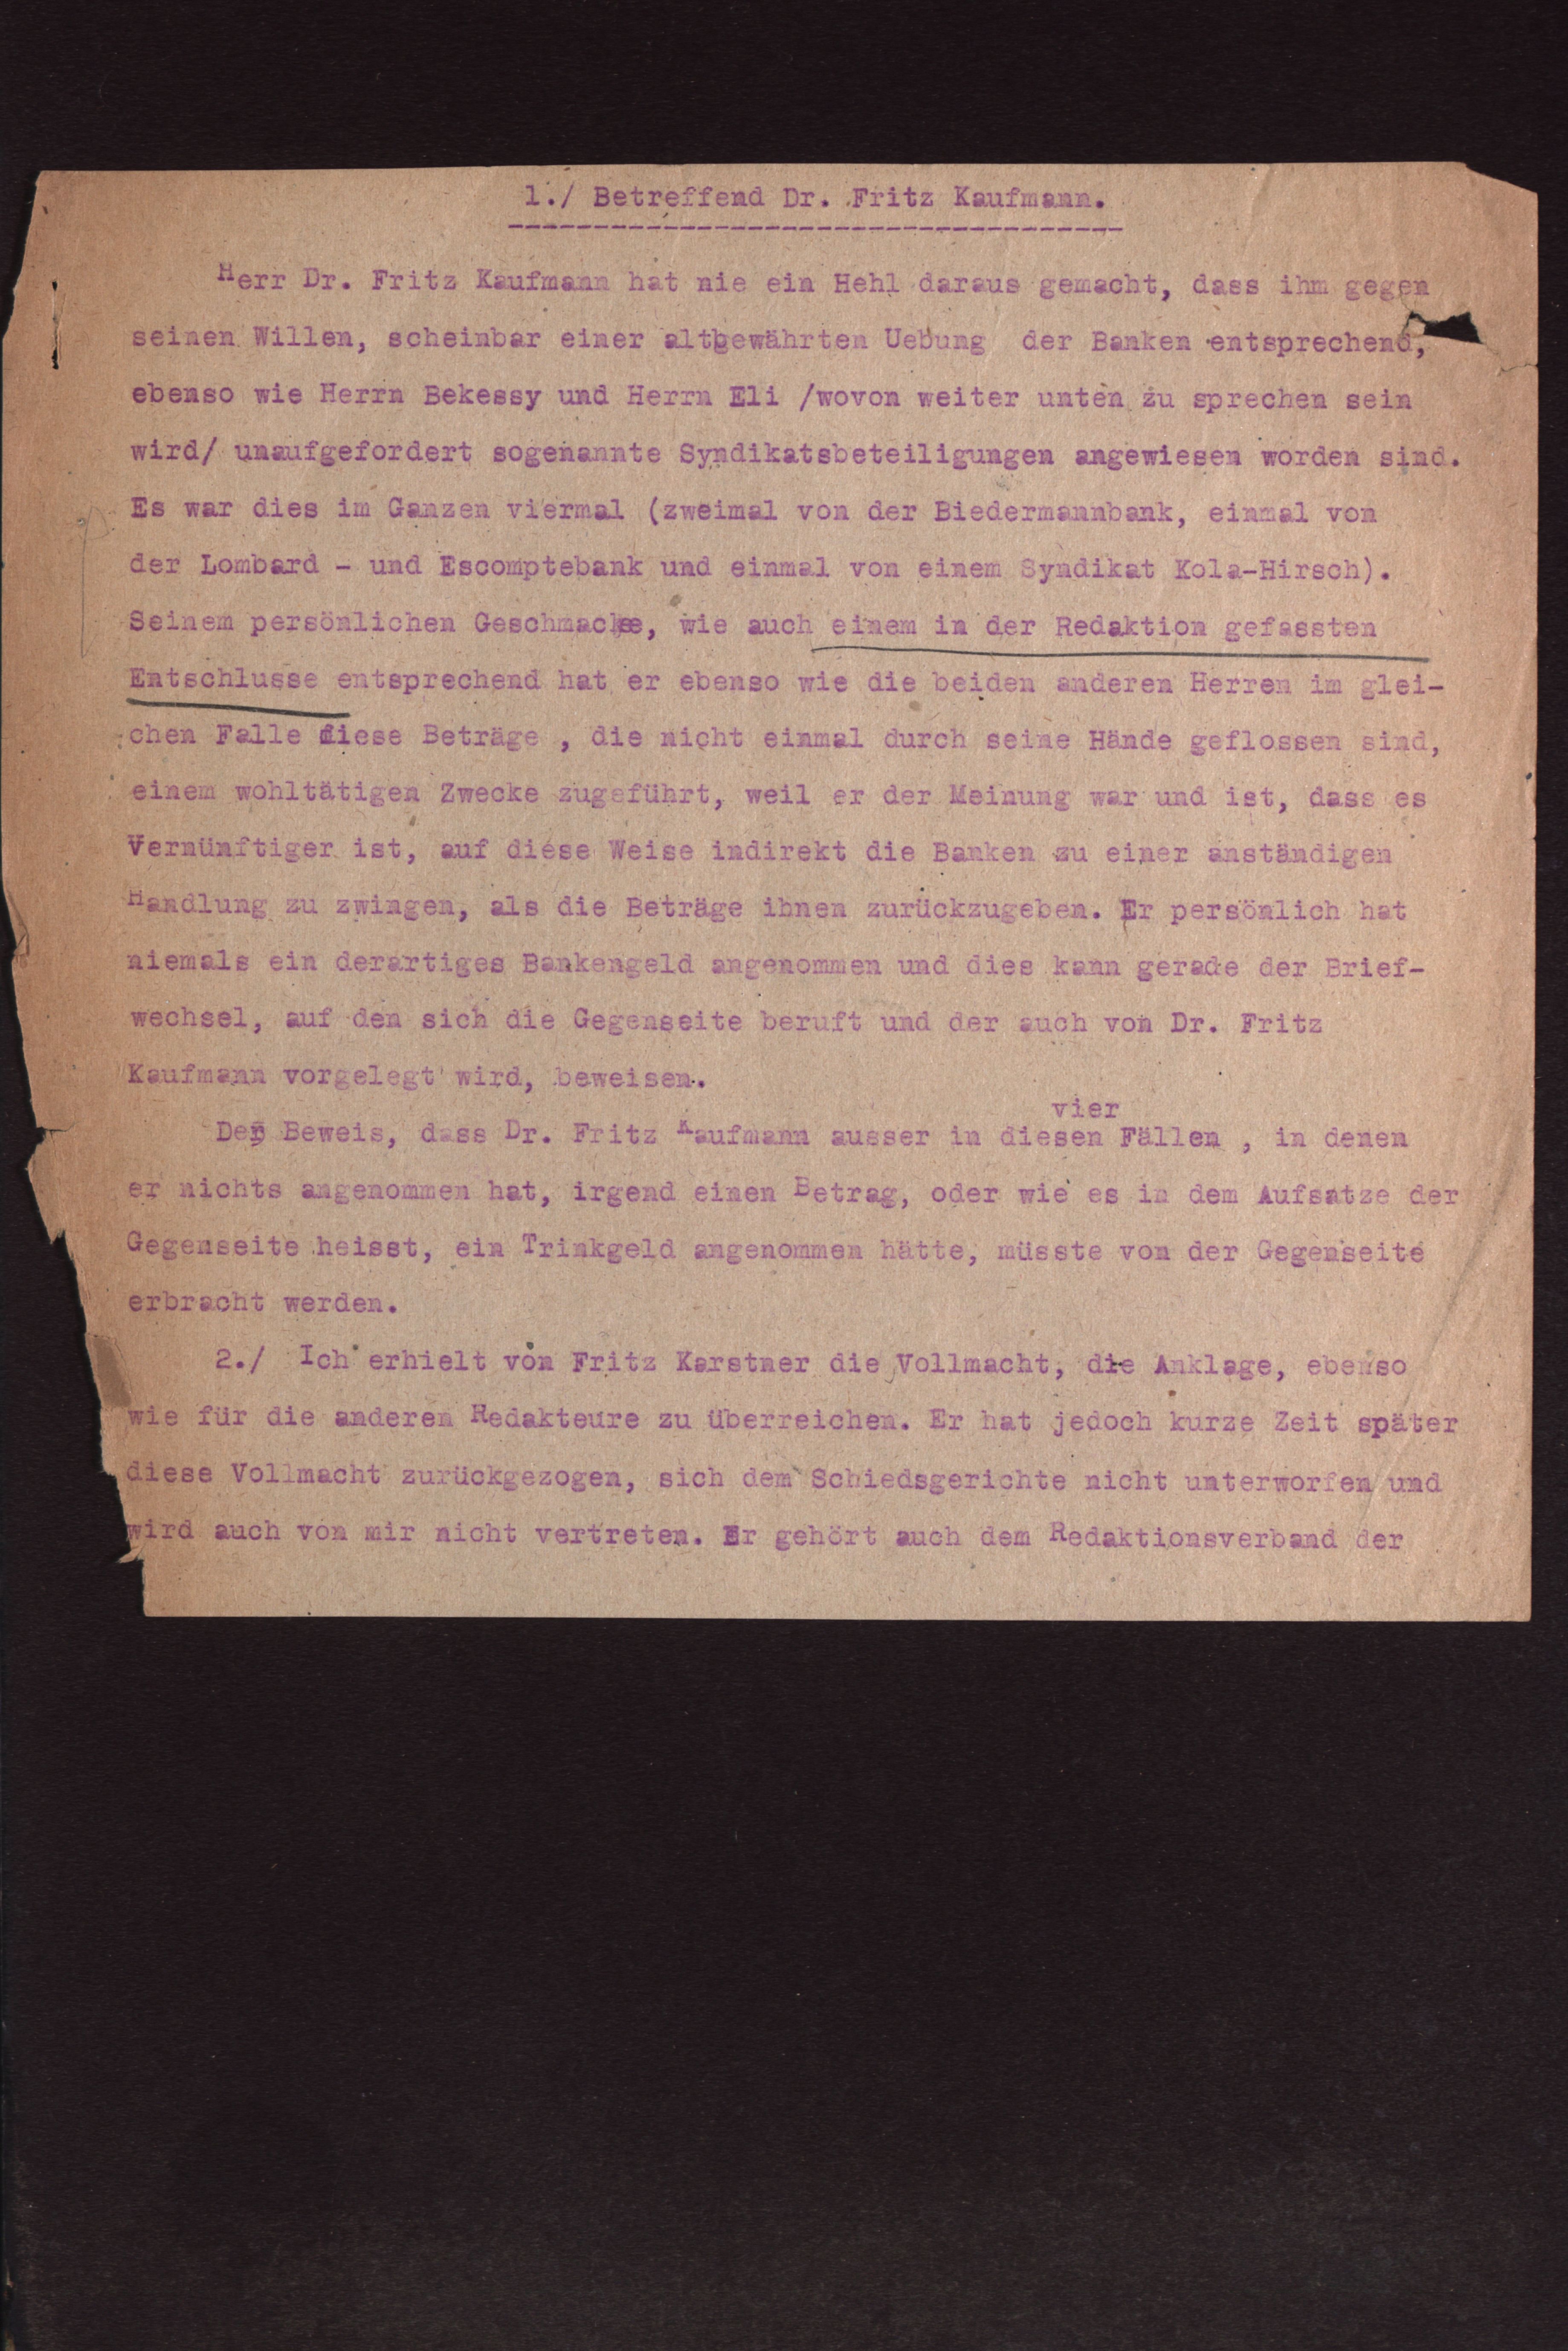 1./ Betreffend Dr. Fritz Kaufmann.
Herr Dr. Fritz Kaufmann hat nie ein Hehl daraus gemacht, dass ihm gegen
seinen Willen, scheinbar einer altbewährten Uebung der Banken entsprechend,
ebenso wie Herrn Bekessy und Herrn Eli /wovon weiter unten zu sprechen sein
wird/ unaufgefordert sogenannte Syndikatsbeteiligungen angewiesen worden sind.
Es war dies im Ganzen viermal (zweimal von der Biedermannbank, einmal von
der Lombard - und Escomptebank und einmal von einem Syndikat Kola-Hirsch).
Seinem persönlichen Geschmacke, wie auch einem in der Redaktion gefassten
Entschlusse entsprechend hat er ebenso wie die beiden anderen Herren im glei-
chen Falle diese Beträge , die nicht einmal durch seine Hände geflossen sind,
einem wohltätigen Zwecke zugeführt, weil er der Meinung war und ist, dass es
Vernünftiger ist, auf diese Weise indirekt die Banken zu einer anständigen
Handlung zu zwingen, als die Beträge ihnen zurückzugeben. Er persönlich hat
niemals ein derartiges Bankengeld angenommen und dies kann gerade der Brief-
wechsel, auf den sich die Gegenseite beruft und der auch von Dr. Fritz
Kaufmann vorgelegt wird, beweisen.
vier
Der Beweis, dass Dr. Fritz Kaufmann ausser in diesen Fällen , in denen
er nichts angenommen hat, irgend einen Betrag, oder wie es in dem Aufsatze der
Gegenseite heisst, ein Trinkgeld angenommen hätte, müsste von der Gegenseite
erbracht werden.
2./ Ich erhielt von Fritz Karstner die Vollmacht, die Anklage, ebenso
wie für die anderen Redakteure zu überreichen. Er hat jedoch kurze Zeit später
diese Vollmacht zurückgezogen, sich dem Schiedsgerichte nicht unterworfen und
wird auch von mir nicht vertreten. Er gehört auch dem Redaktionsverband der